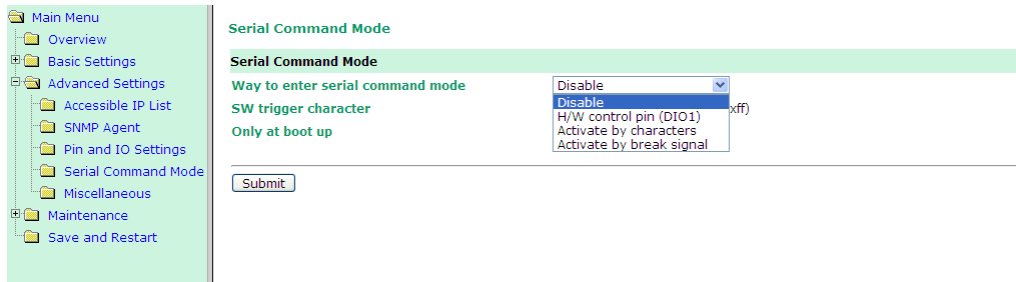 Main Menu
Overview
Basic Settings
Advanced Settings
Accessible IP List
SNMP Agent
Pin and IO Settings
Serial Command Mode
Miscellaneous
Maintenance
Save and Restart
Serial Command Mode
Serial Command Mode
Way to enter serial command mode Disable
Disable
H/W control pin (DIO1)
Activate by characters
Activate by break signal
SW trigger character xff)
Only at boot up
Submit